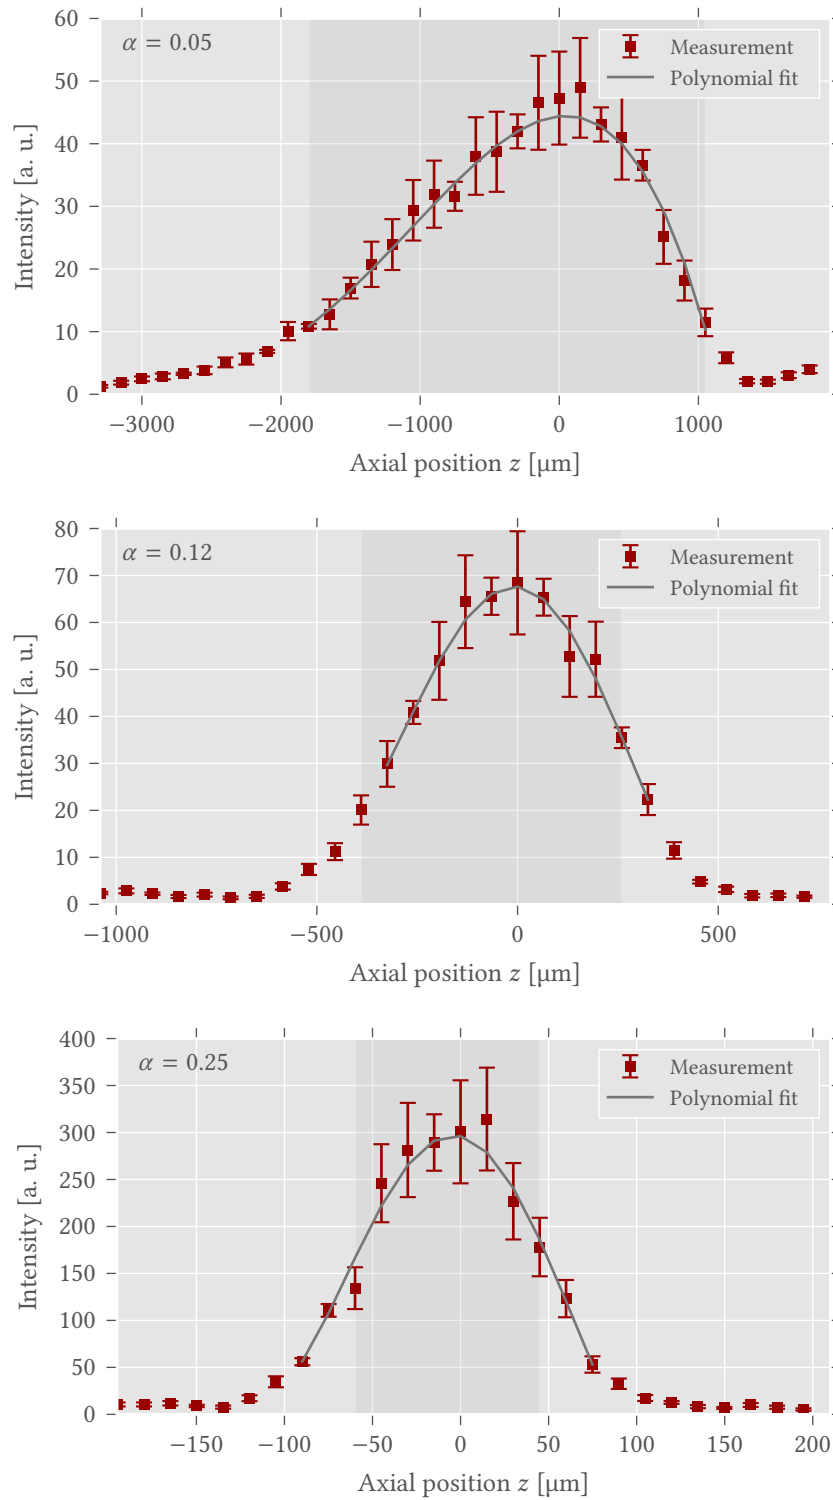 60
50
40
30
20
10
0
Intensity [a. u.]
α = 0.05
Measurement
Polynomial fit
−3000 −2000 −1000 0 1000
Axial position z [µm]
80
70
60
50
40
30
20
10
0
Intensity [a. u.]
α = 0.12
Measurement
Polynomial fit
−1000 −500 0 500
Axial position z [µm]
400
350
300
250
200
150
100
50
0
Intensity [a. u.]
α = 0.25
Measurement
Polynomial fit
−150 −100 −50 0 50 100 150 200
Axial position z [µm]